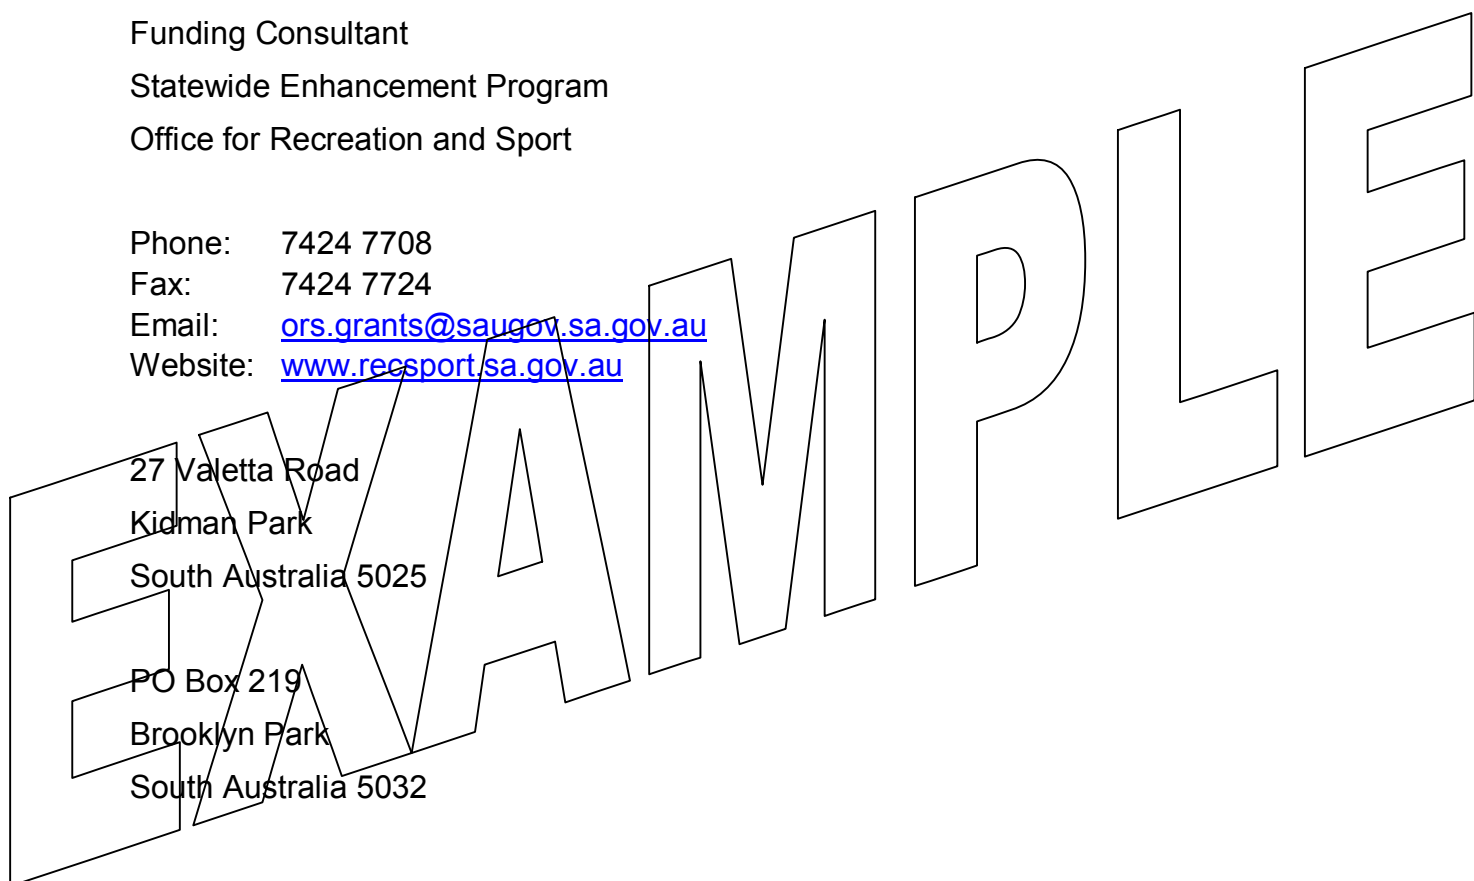 Funding Consultant
Statewide Enhancement Program
Office for Recreation and Sport
Phone: 7424 7708
Fax: 7424 7724
Email: ors.grants@saugov.sa.gov.au
Website: www.recsport.sa.gov.au
27 Valetta Road
Kidman Park
South Australia 5025
PO Box 219
Brooklyn Park
South Australia 5032
EXAMPLE